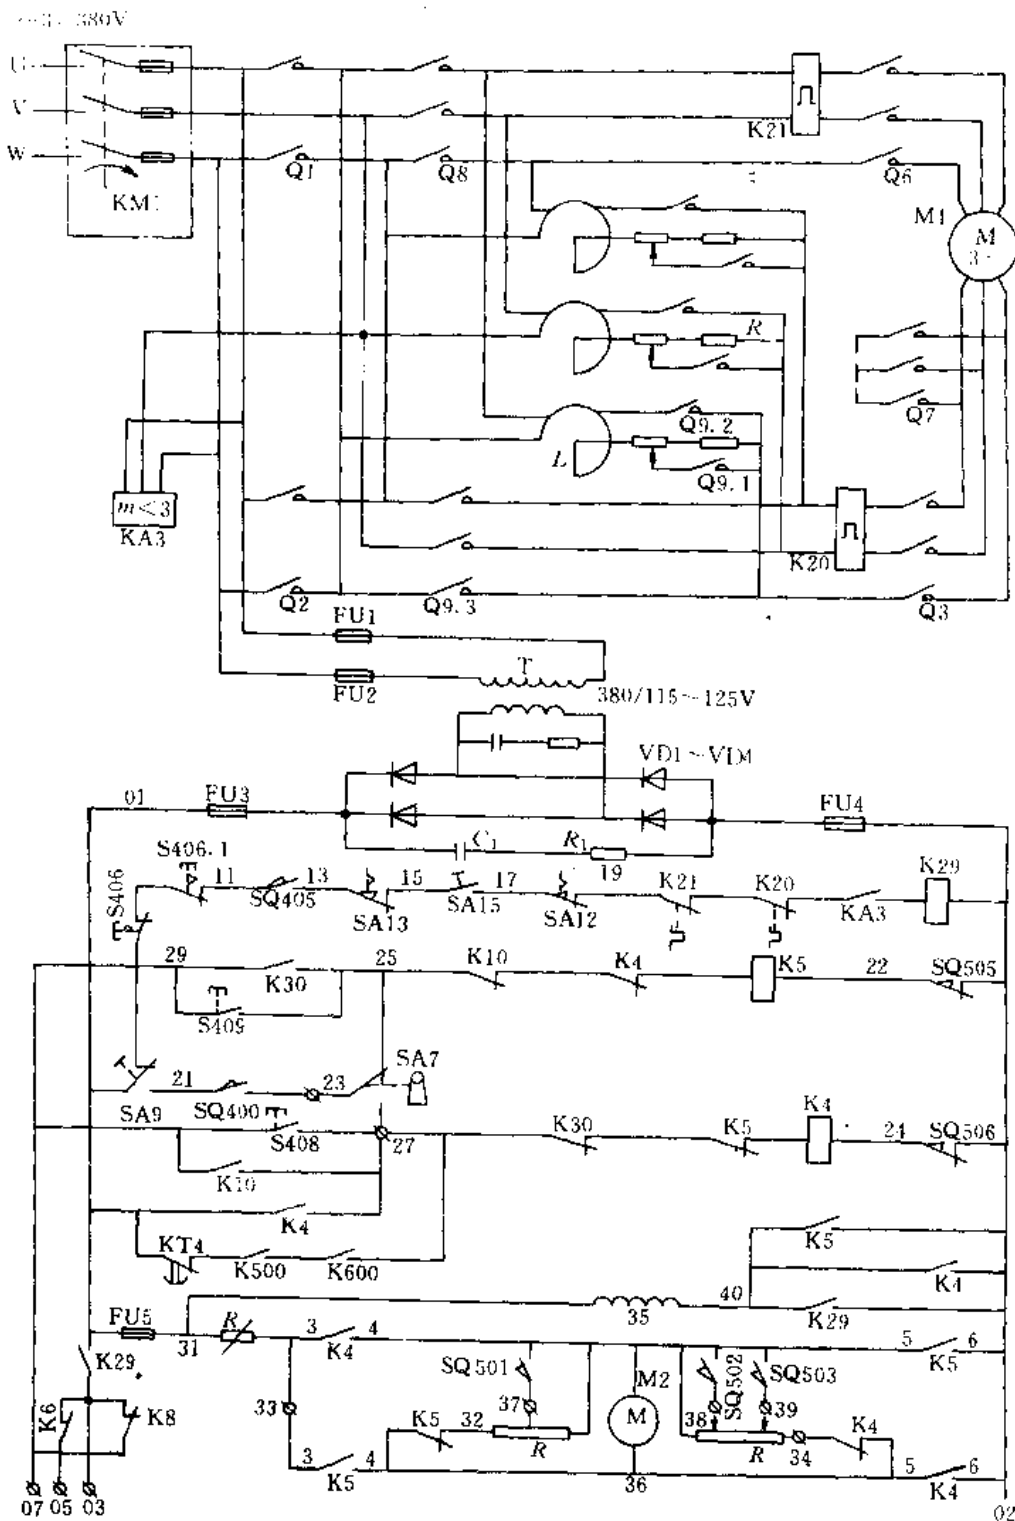 380V
U
V
W
KM1
Q1
Q8
K21
Q6
M1
M
3~
R
Q7
Q9.2
L
Q9.1
m<3
KA3
K20
Q2
Q9.3
Q3
FU1
T
FU2
380/115~125V
VD1~VD4
01
FU3
FU4
C1
R1
19
S406.1
11
13
15
17
K21
K20
K29
S406
SQ405
SA13
SA15
SA12
KA3
29
25
K10
K4
K5
22
SQ505
K30
S409
SA7
21
23
SA9
SQ400
K4
S408
27
K30
K5
24
SQ506
K10
K4
KT4
K500
K600
K5
K4
40
35
K29
FU5
31
R
3
4
K4
5
6
K5
K29
SQ501
M2
SQ502
SQ503
K6
K8
33
37
38
39
K5
32
R
M
R
34
K4
3
4
K5
36
5
6
K4
07
05
03
02